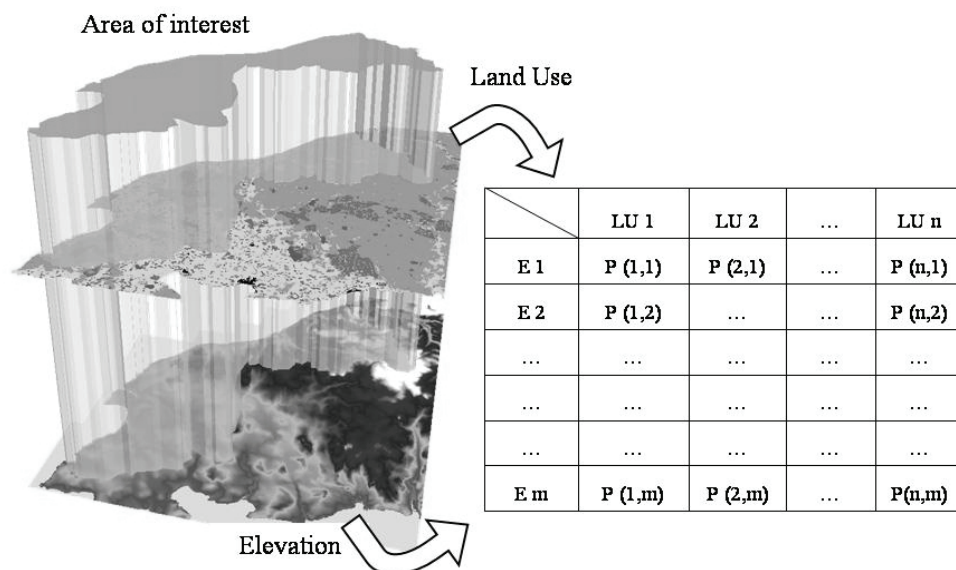 Area of interest
Land Use
LU 1 LU 2 ... LU n
E 1 P (1,1) P (2,1) ... P (n,1)
E 2 P (1,2) ... ... P (n,2)
... ... ... ... ...
... ... ... ... ...
... ... ... ... ...
E m P (1,m) P (2,m) ... P(n,m)
Elevation